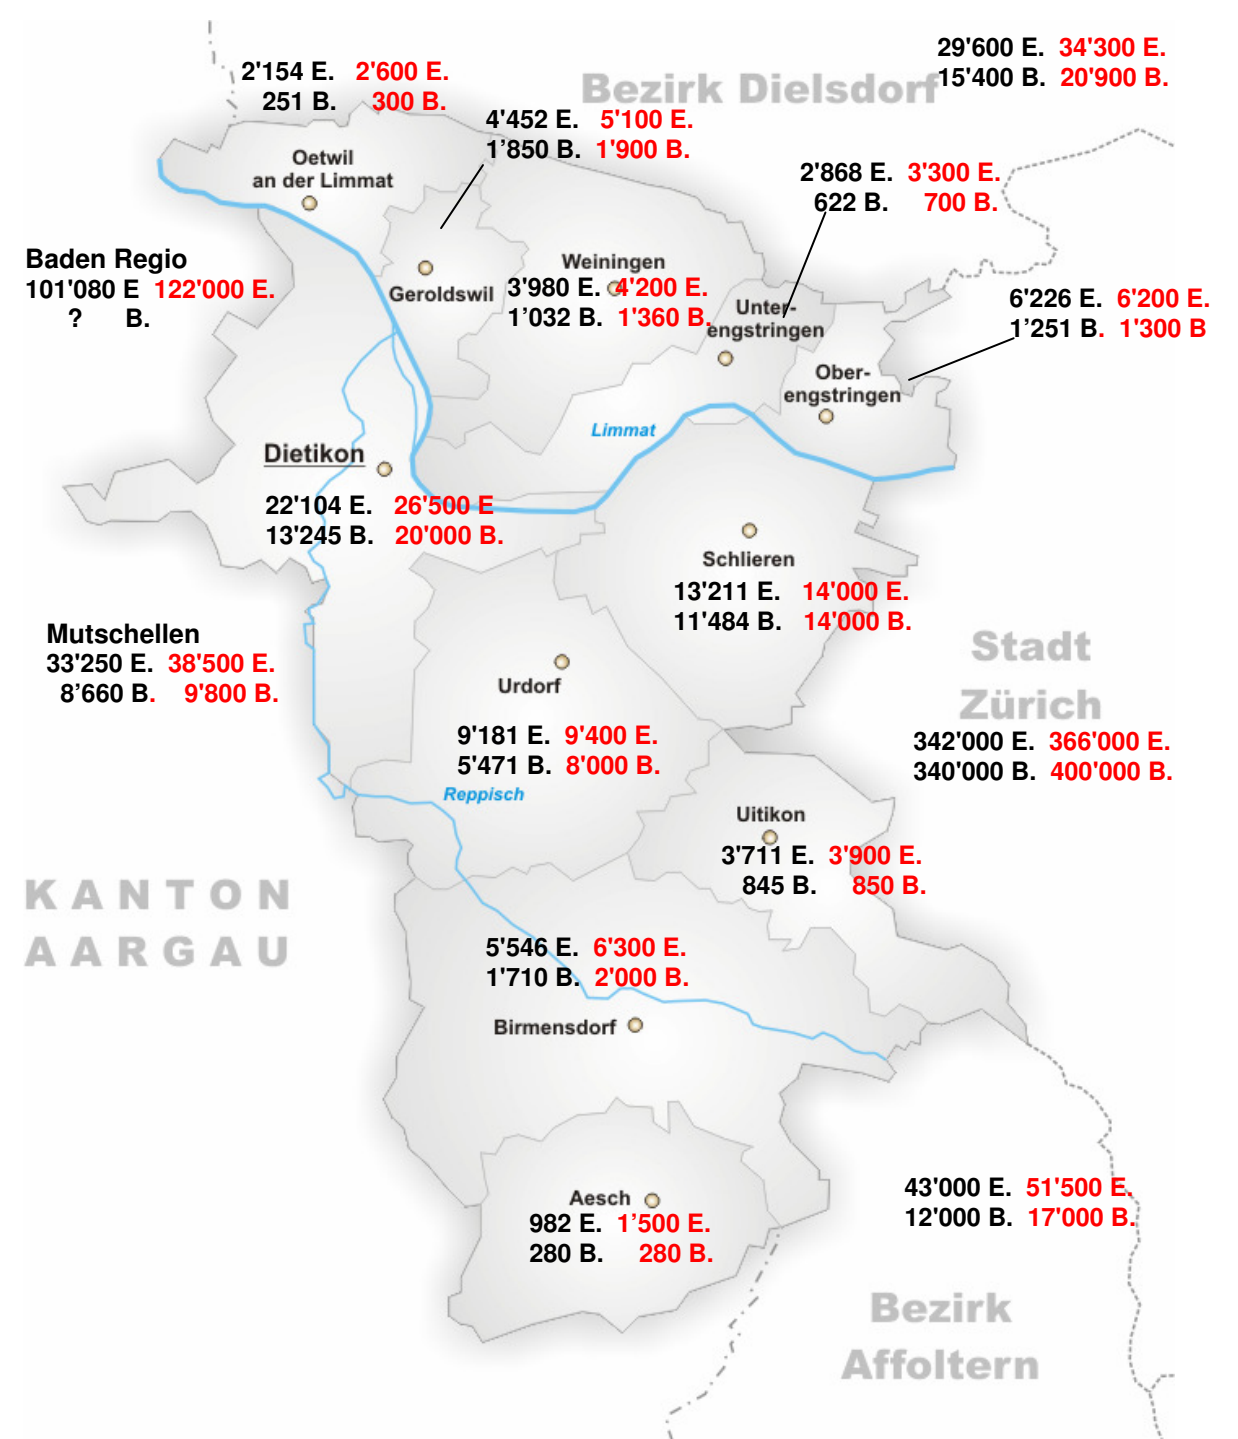 29'600 E. 34'300 E.
15'400 B. 20'900 B.
Bezirk Dielsdorf
2'154 E. 2'600 E.
251 B. 300 B.
4'452 E. 5'100 E.
1’850 B. 1'900 B.
Oetwil
an der Limmat
2'868 E. 3'300 E.
622 B. 700 B.
Baden Regio
101'080 E 122'000 E.
? B.
Geroldswil
Weiningen
3'980 E. 4'200 E.
1’032 B. 1'360 B.
Unter-
engstringen
6'226 E. 6'200 E.
1’251 B. 1'300 B
Ober-
engstringen
Limmat
Dietikon
22'104 E. 26'500 E
13'245 B. 20'000 B.
Schlieren
13'211 E. 14'000 E.
11'484 B. 14'000 B.
Mutschellen
33'250 E. 38'500 E.
8’660 B. 9'800 B.
Stadt
Zürich
342'000 E. 366'000 E.
340'000 B. 400'000 B.
Urdorf
9'181 E. 9'400 E.
5'471 B. 8'000 B.
Reppisch
Uitikon
3'711 E. 3'900 E.
845 B. 850 B.
KANTON
AARGAU
5'546 E. 6'300 E.
1'710 B. 2'000 B.
Birmensdorf
Aesch
982 E. 1’500 E.
280 B. 280 B.
43'000 E. 51'500 E.
12'000 B. 17'000 B.
Bezirk
Affoltern